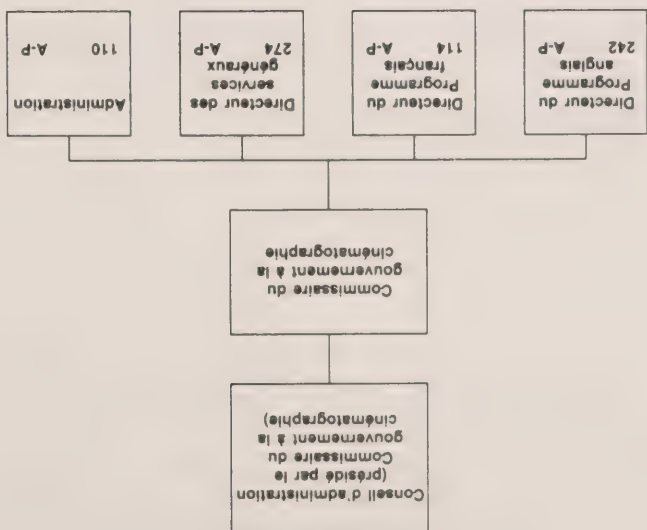 Conseil d'administration
(présidé par le
Commissaire du
gouvernement à la
cinématographie)
Commissaire du
gouvernement à la
cinématographie
Directeur du
Programme
anglais
242 A-P
Directeur du
Programme
français
114 A-P
Directeur des
services
généraux
274 A-P
Administration
110 A-P